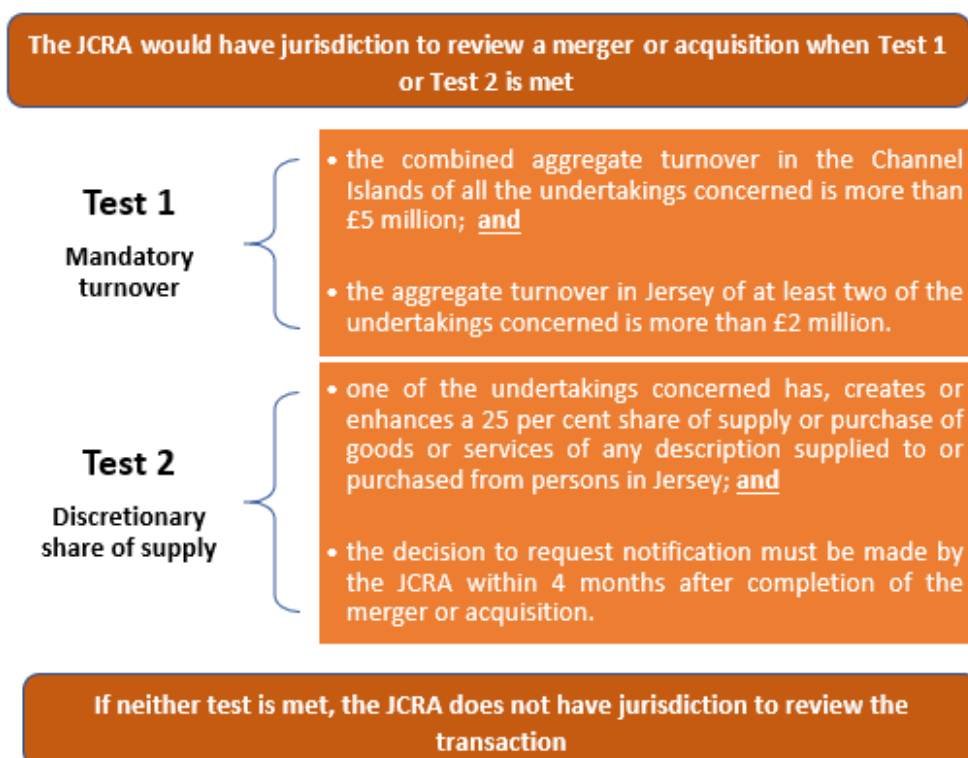 The JCRA would have jurisdiction to review a merger or acquisition when Test 1
or Test 2 is met
Test 1
Mandatory
turnover
• the combined aggregate turnover in the Channel
Islands of all the undertakings concerned is more than
£5 million; and
• the aggregate turnover in Jersey of at least two of the
undertakings concerned is more than £2 million.
Test 2
Discretionary
share of supply
• one of the undertakings concerned has, creates or
enhances a 25 per cent share of supply or purchase of
goods or services of any description supplied to or
purchased from persons in Jersey; and
• the decision to request notification must be made by
the JCRA within 4 months after completion of the
merger or acquisition.
If neither test is met, the JCRA does not have jurisdiction to review the
transaction